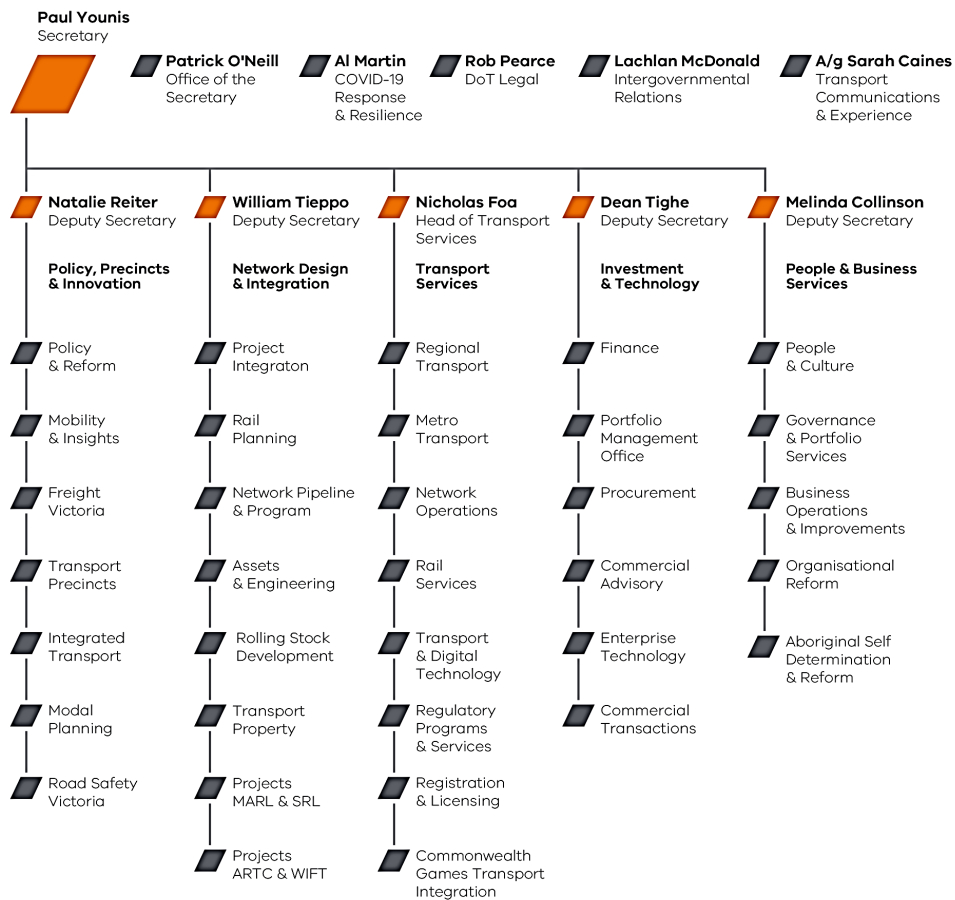 Paul Younis
Secretary
Patrick O'Neill
Office of the
Secretary
Al Martin
COVID-19
Response
& Resilience
Rob Pearce
DoT Legal
Lachlan McDonald
Intergovernmental
Relations
A/g Sarah Caines
Transport
Communications
& Experience
Natalie Reiter
Deputy Secretary
Policy, Precincts
& Innovation
Policy
& Reform
Mobility
& Insights
Freight
Victoria
Transport
Precincts
Integrated
Transport
Modal
Planning
Road Safety
Victoria
William Tieppo
Deputy Secretary
Network Design
& Integration
Project
Integraton
Rail
Planning
Network Pipeline
& Program
Assets
& Engineering
Rolling Stock
Development
Transport
Property
Projects
MARL & SRL
Projects
ARTC & WIFT
Nicholas Foa
Head of Transport
Services
Transport
Services
Regional
Transport
Metro
Transport
Network
Operations
Rail
Services
Transport
& Digital
Technology
Regulatory
Programs
& Services
Registration
& Licensing
Commonwealth
Games Transport
Integration
Dean Tighe
Deputy Secretary
Investment
& Technology
Finance
Portfolio
Management
Office
Procurement
Commercial
Advisory
Enterprise
Technology
Commercial
Transactions
Melinda Collinson
Deputy Secretary
People & Business
Services
People
& Culture
Governance
& Portfolio
Services
Business
Operations
& Improvements
Organisational
Reform
Aboriginal Self
Determination
& Reform